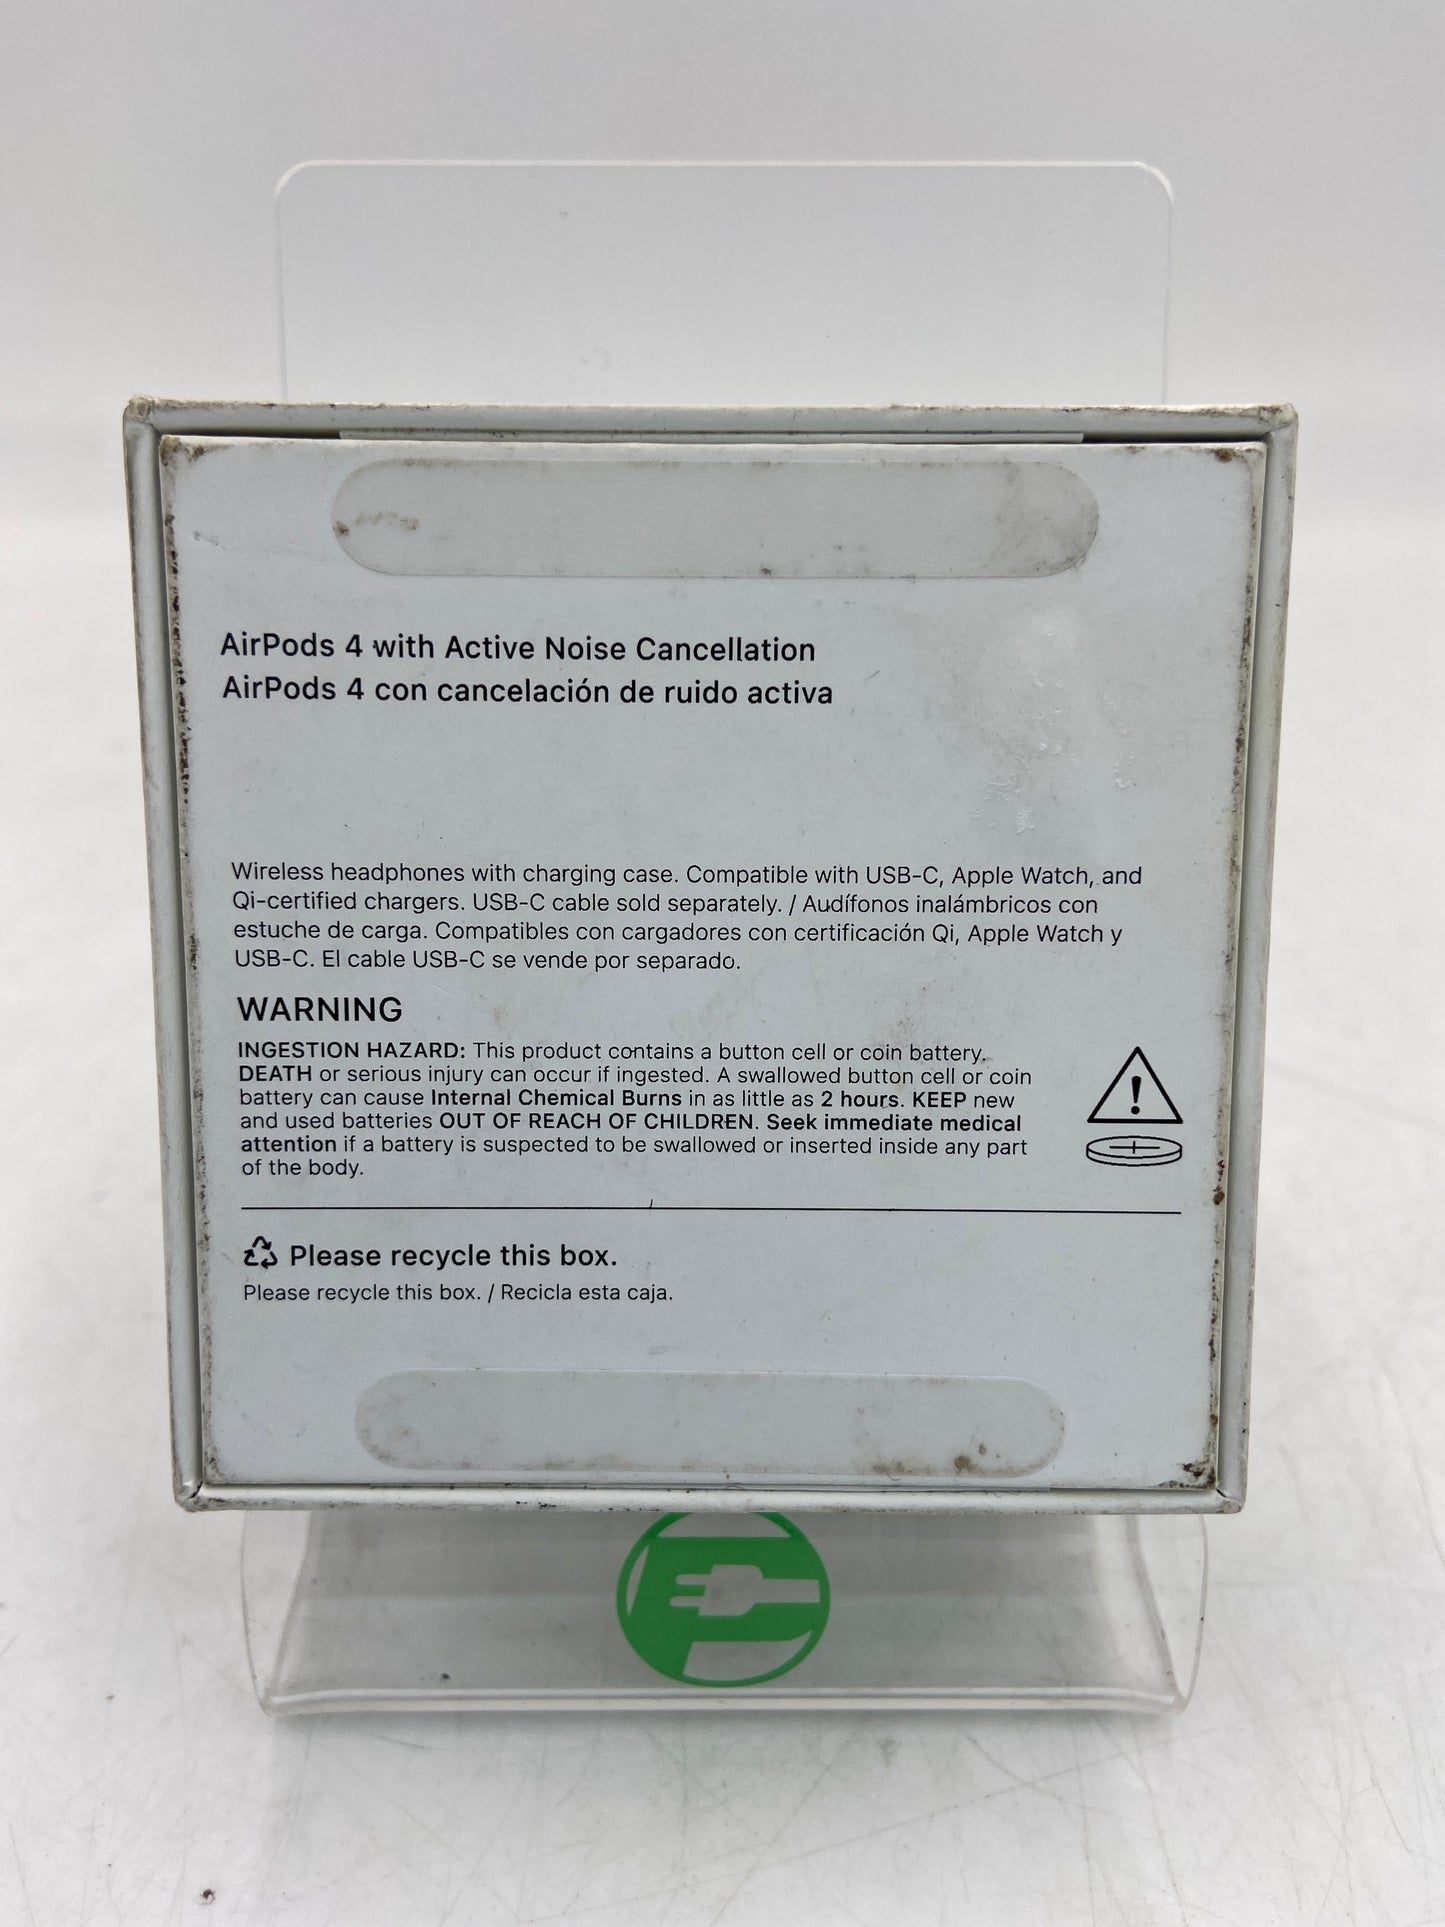 AirPods 4 with Active Noise Cancellation
AirPods 4 con cancelación de ruido activa
Wireless headphones with charging case. Compatible with USB-C, Apple Watch, and
Qi-certified chargers. USB-C cable sold separately. / Audífonos inalámbricos con
estuche de carga. Compatibles con cargadores con certificación Qi, Apple Watch y
USB-C. El cable USB-C se vende por separado.
WARNING
INGESTION HAZARD: This product contains a button cell or coin battery.
DEATH or serious injury can occur if ingested. A swallowed button cell or coin
battery can cause Internal Chemical Burns in as little as 2 hours. KEEP new
and used batteries OUT OF REACH OF CHILDREN. Seek immediate medical
attention if a battery is suspected to be swallowed or inserted inside any part
of the body.
Please recycle this box.
Please recycle this box. / Recicla esta caja.